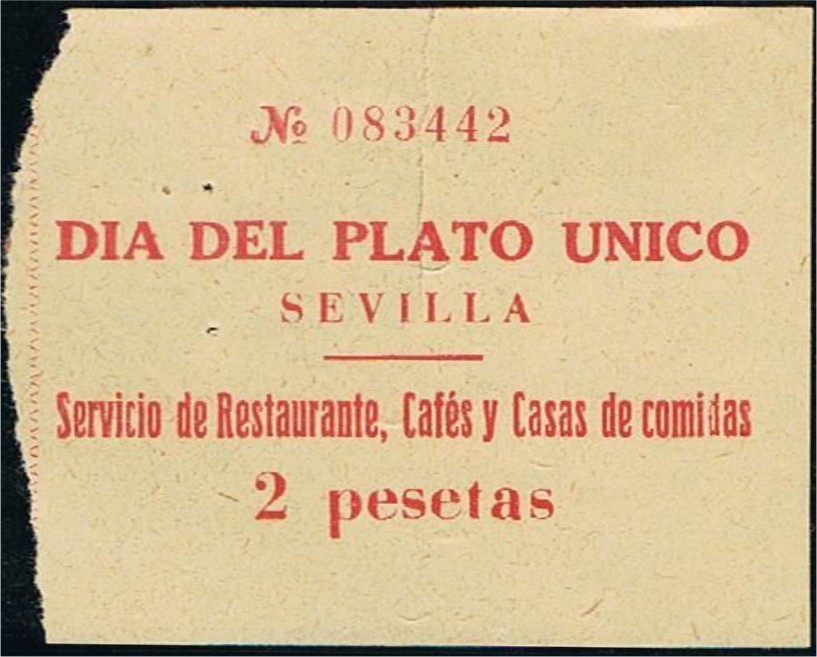 № 083442
DIA DEL PLATO UNICO
SEVILLA
Servicio de Restaurante, Cafés y Casas de comidas
2 pesetas